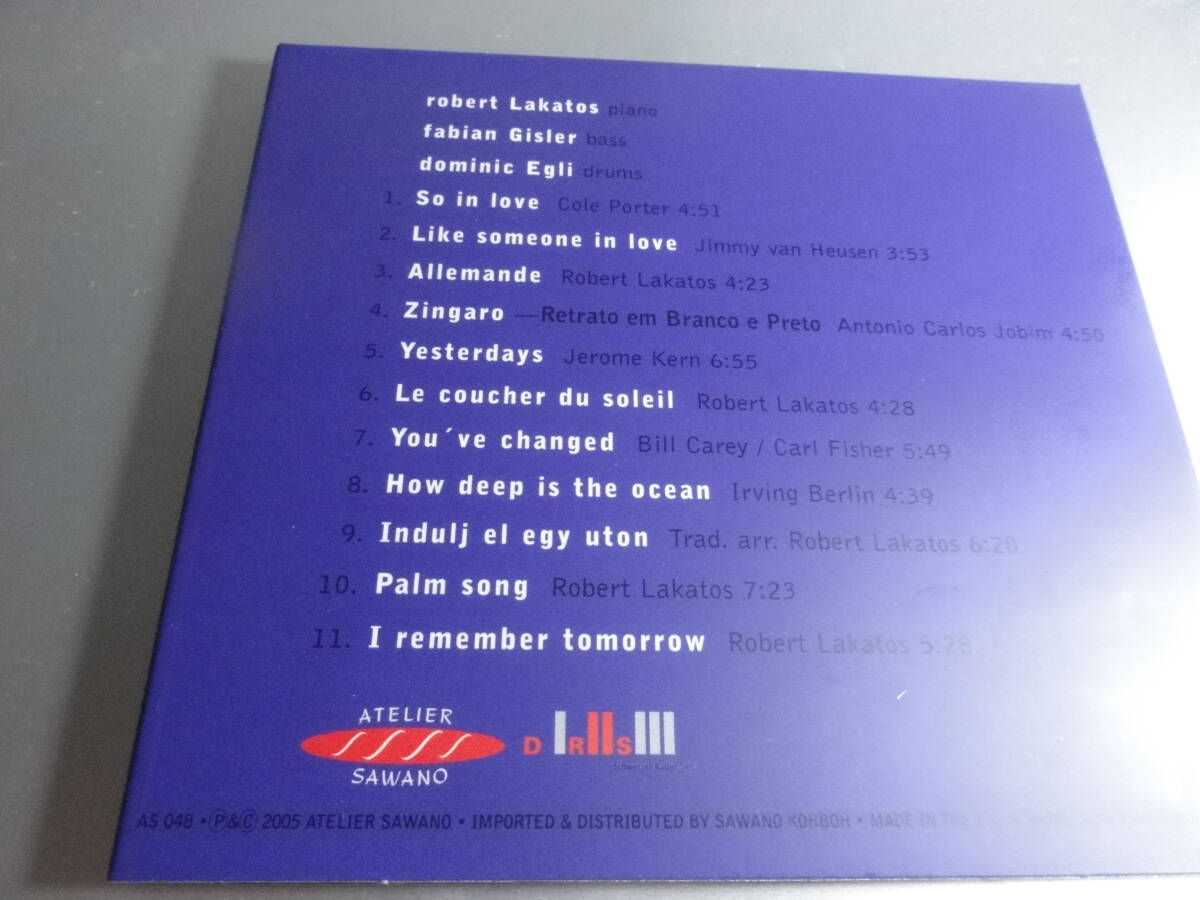 robert Lakatos piano
fabian Gisler bass
dominic Egli drums
1. So in love Cole Porter 4:51
2. Like someone in love Jimmy van Heusen 3:53
3. Allemande Robert Lakatos 4:23
4. Zingaro —Retrato em Branco e Preto Antonio Carlos Jobim 4:50
5. Yesterdays Jerome Kern 6:55
6. Le coucher du soleil Robert Lakatos 4:28
7. You´ve changed Bill Carey / Carl Fisher 5:49
8. How deep is the ocean Irving Berlin 4:39
9. Indulj el egy uton Trad. arr. Robert Lakatos 6:20
10. Palm song Robert Lakatos 7:23
11. I remember tomorrow Robert Lakatos 5:28
ATELIER
SAWANO
D R S
AS 048 • Ⓟ&Ⓒ 2005 ATELIER SAWANO • IMPORTED & DISTRIBUTED BY SAWANO KOHBOH • MADE IN THE